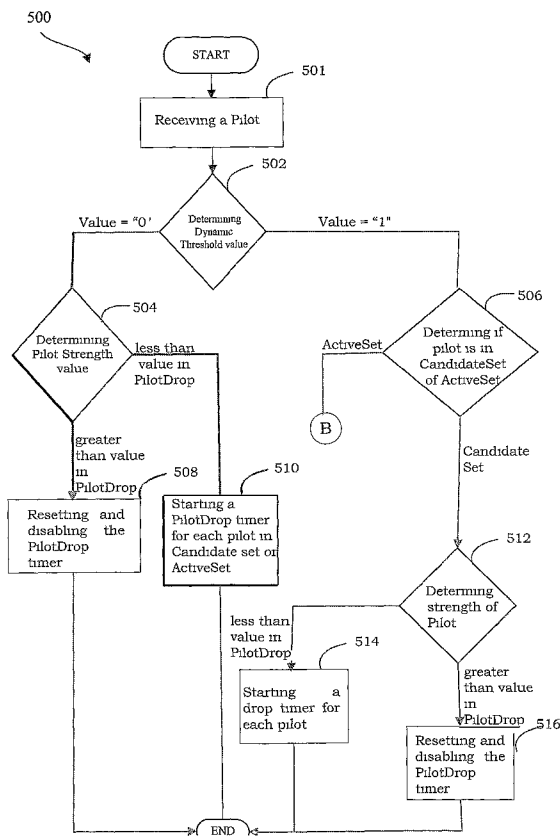 500
START
501
Receiving a Pilot
502
Determining
Dynamic
Threshold value
Value = "0'
Value = "1"
504
Determining
Pilot Strength
value
less than
value in
PilotDrop
506
Determining if
pilot is in
CandidateSet
of ActiveSet
ActiveSet
B
Candidate
Set
greater
than value
in
PilotDrop
508
Resetting and
disabling the
PilotDrop
timer
510
Starting a
PilotDrop timer
for each pilot in
Candidate set or
ActiveSet
512
Determining
strength of
Pilot
less than
value in
PilotDrop
514
Starting a
drop timer for
each pilot
greater
than value
in
PilotDrop
516
Resetting and
disabling the
PilotDrop
timer
END